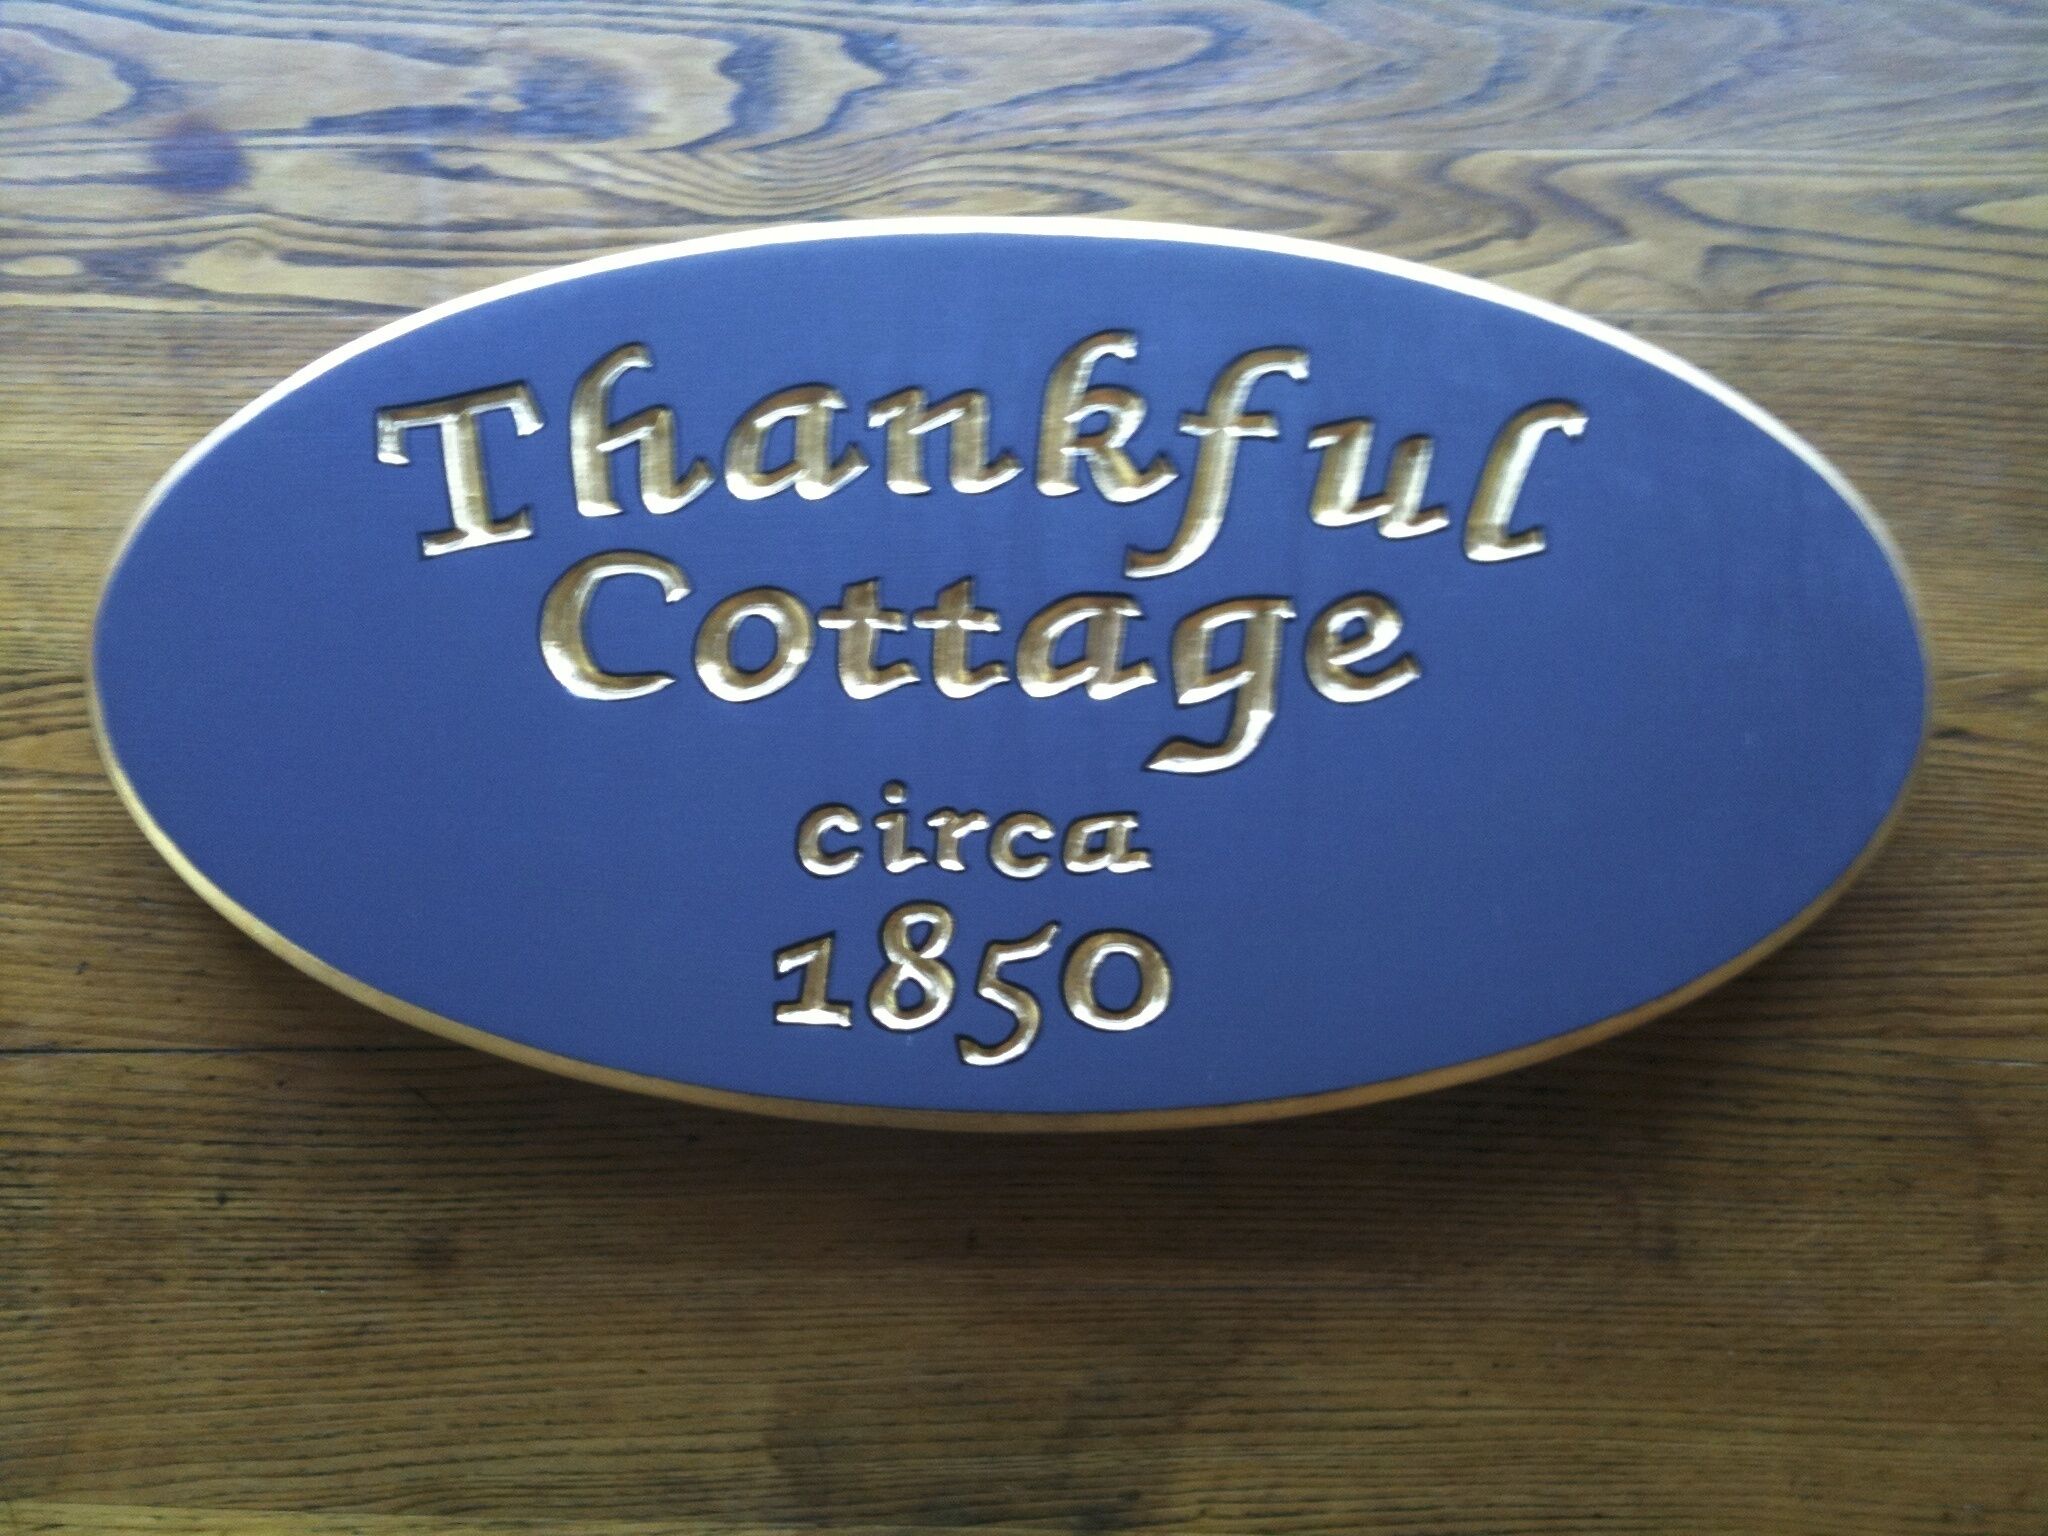 Thankful
Cottage
circa
1850